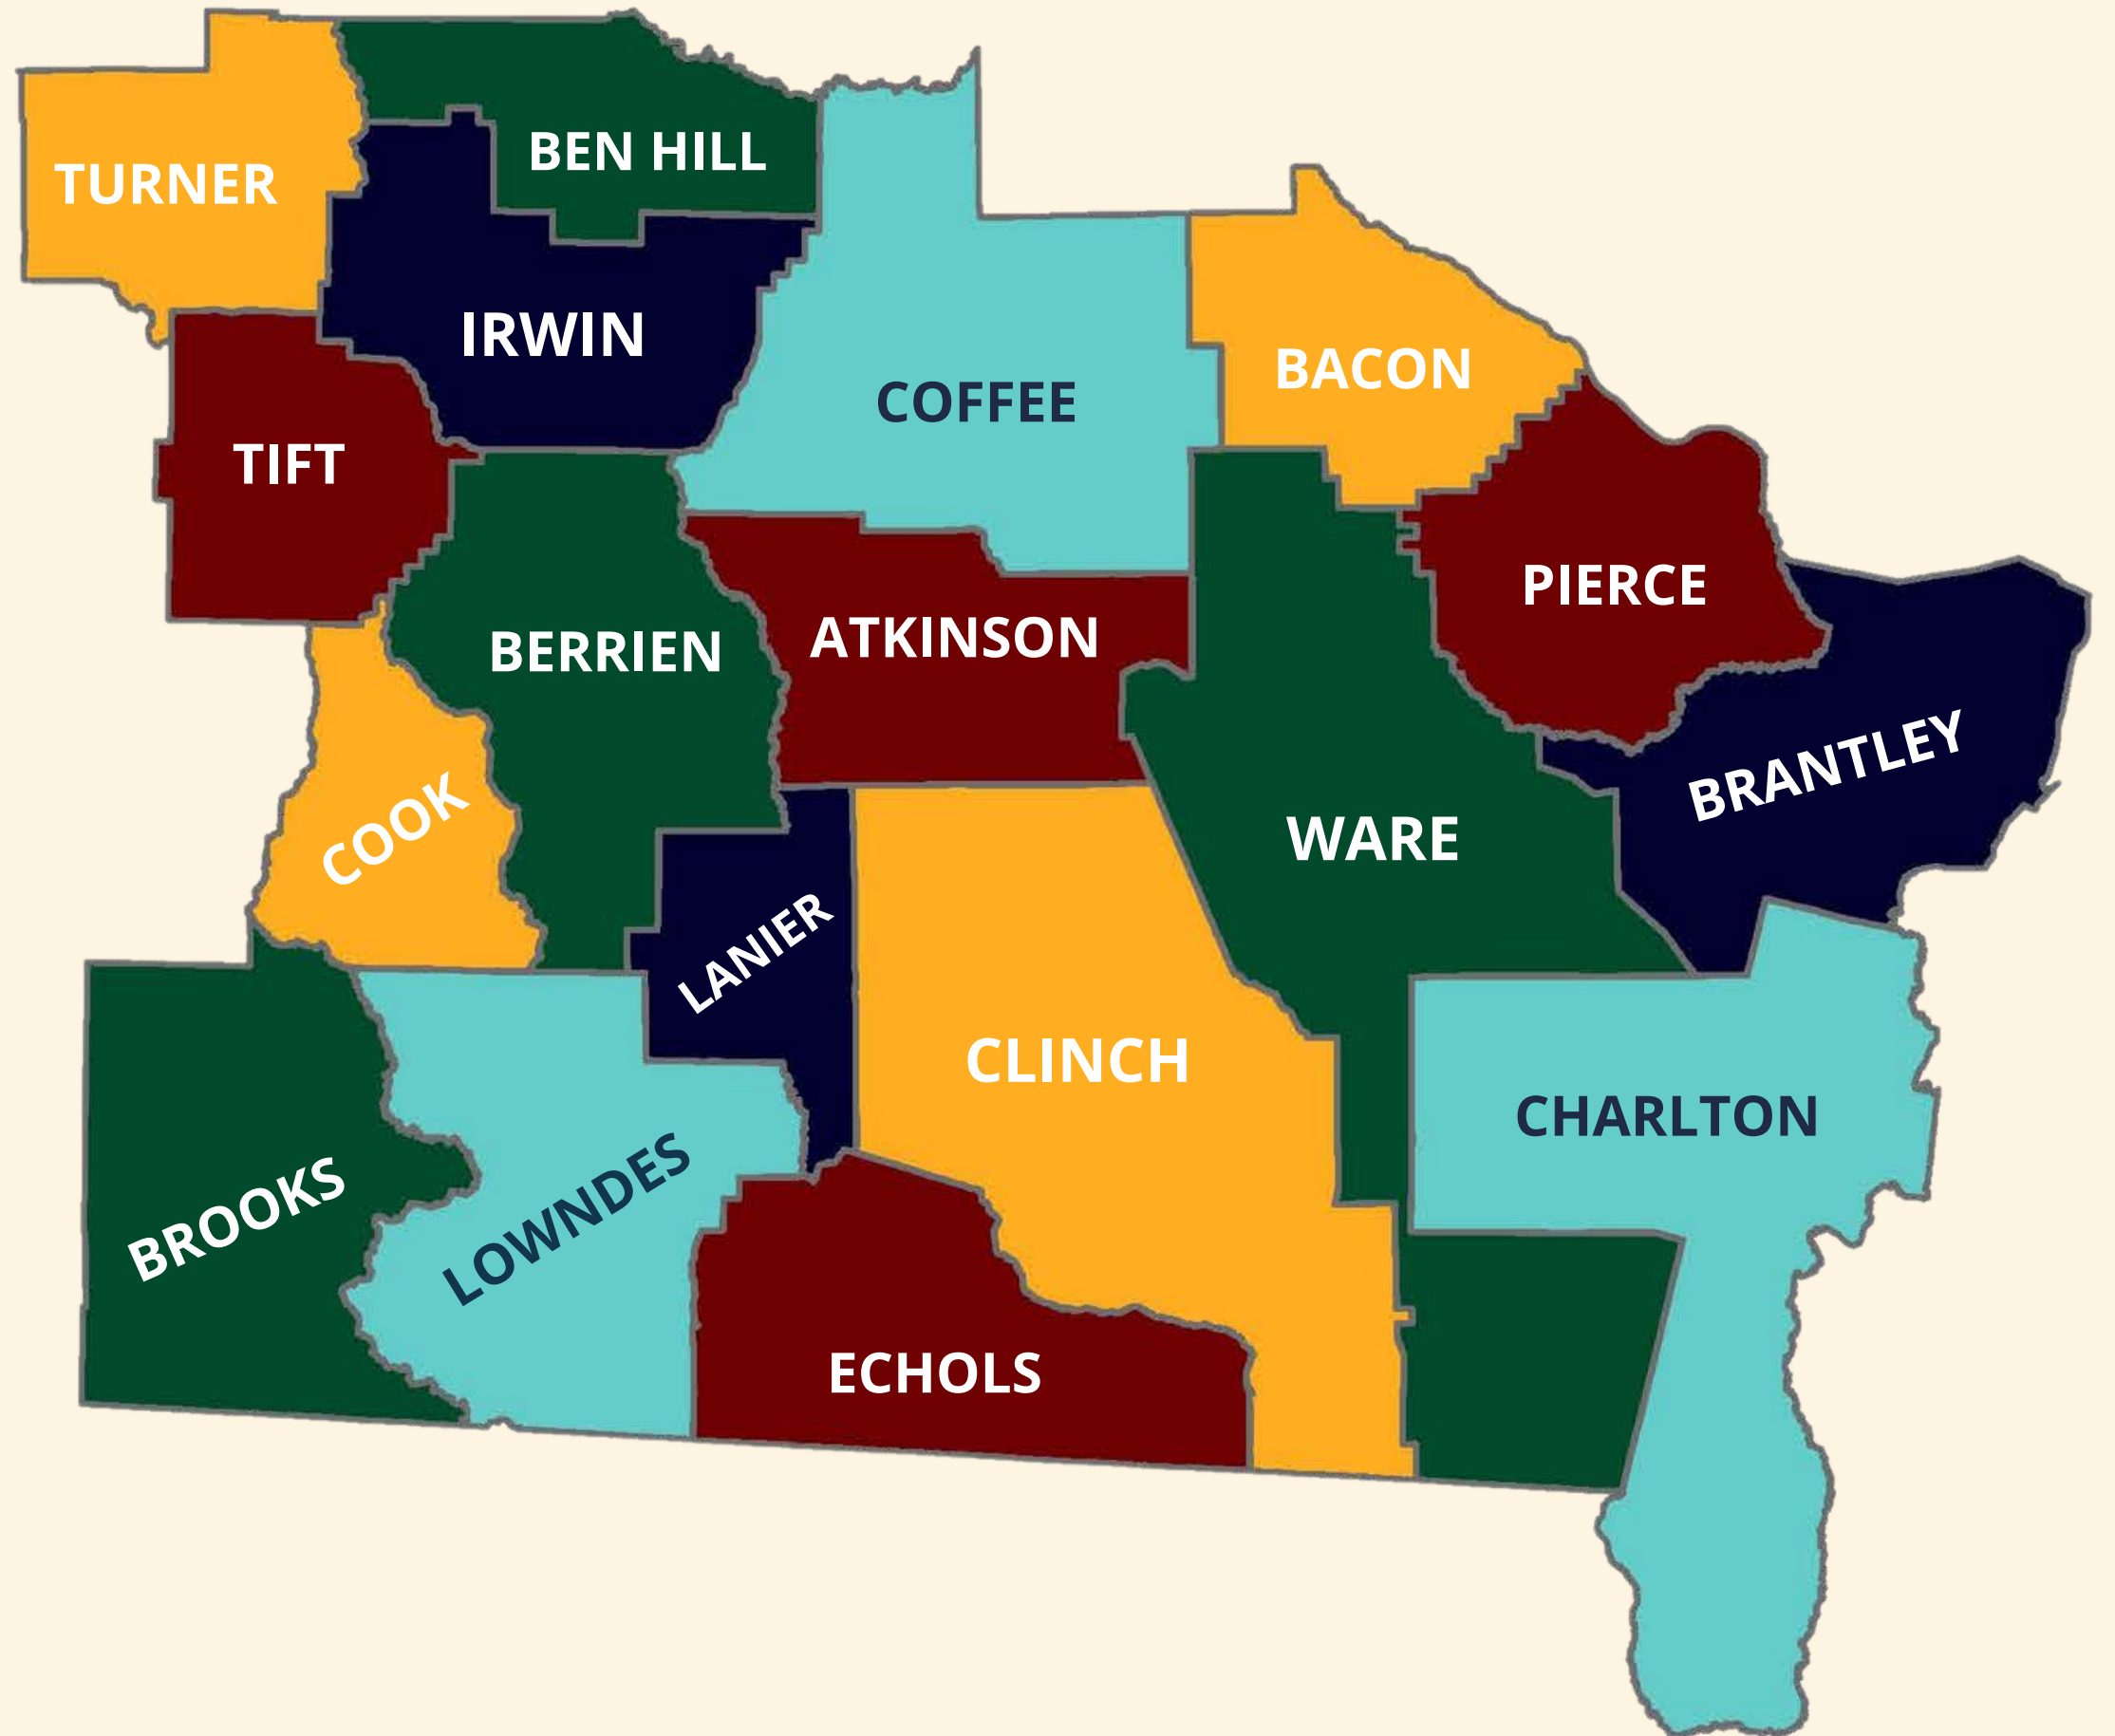 BEN HILL
TURNER
IRWIN
BACON
COFFEE
TIFT
PIERCE
ATKINSON
BERRIEN
BRANTLEY
COOK
WARE
LANIER
CLINCH
CHARLTON
BROOKS
LOWNDES
ECHOLS